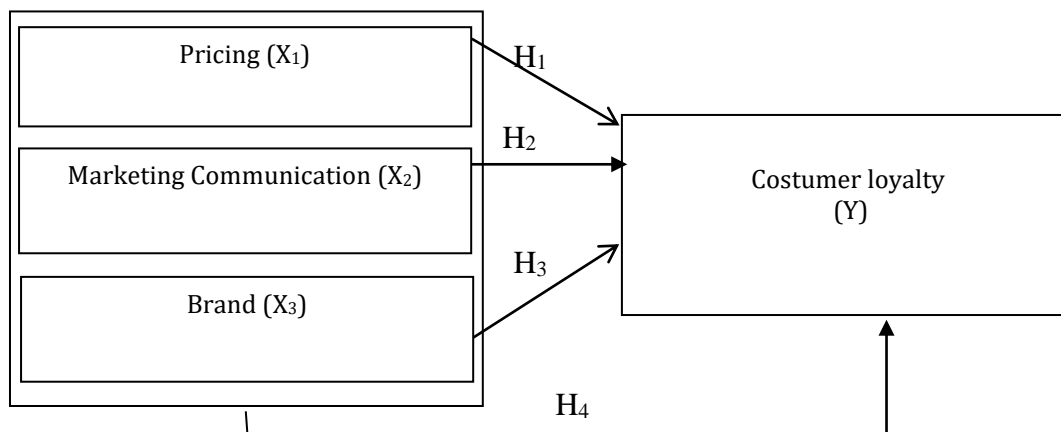 Pricing (X₁)
H₁
H₂
Marketing Communication (X₂)
Costumer loyalty
(Y)
H₃
Brand (X₃)
H₄